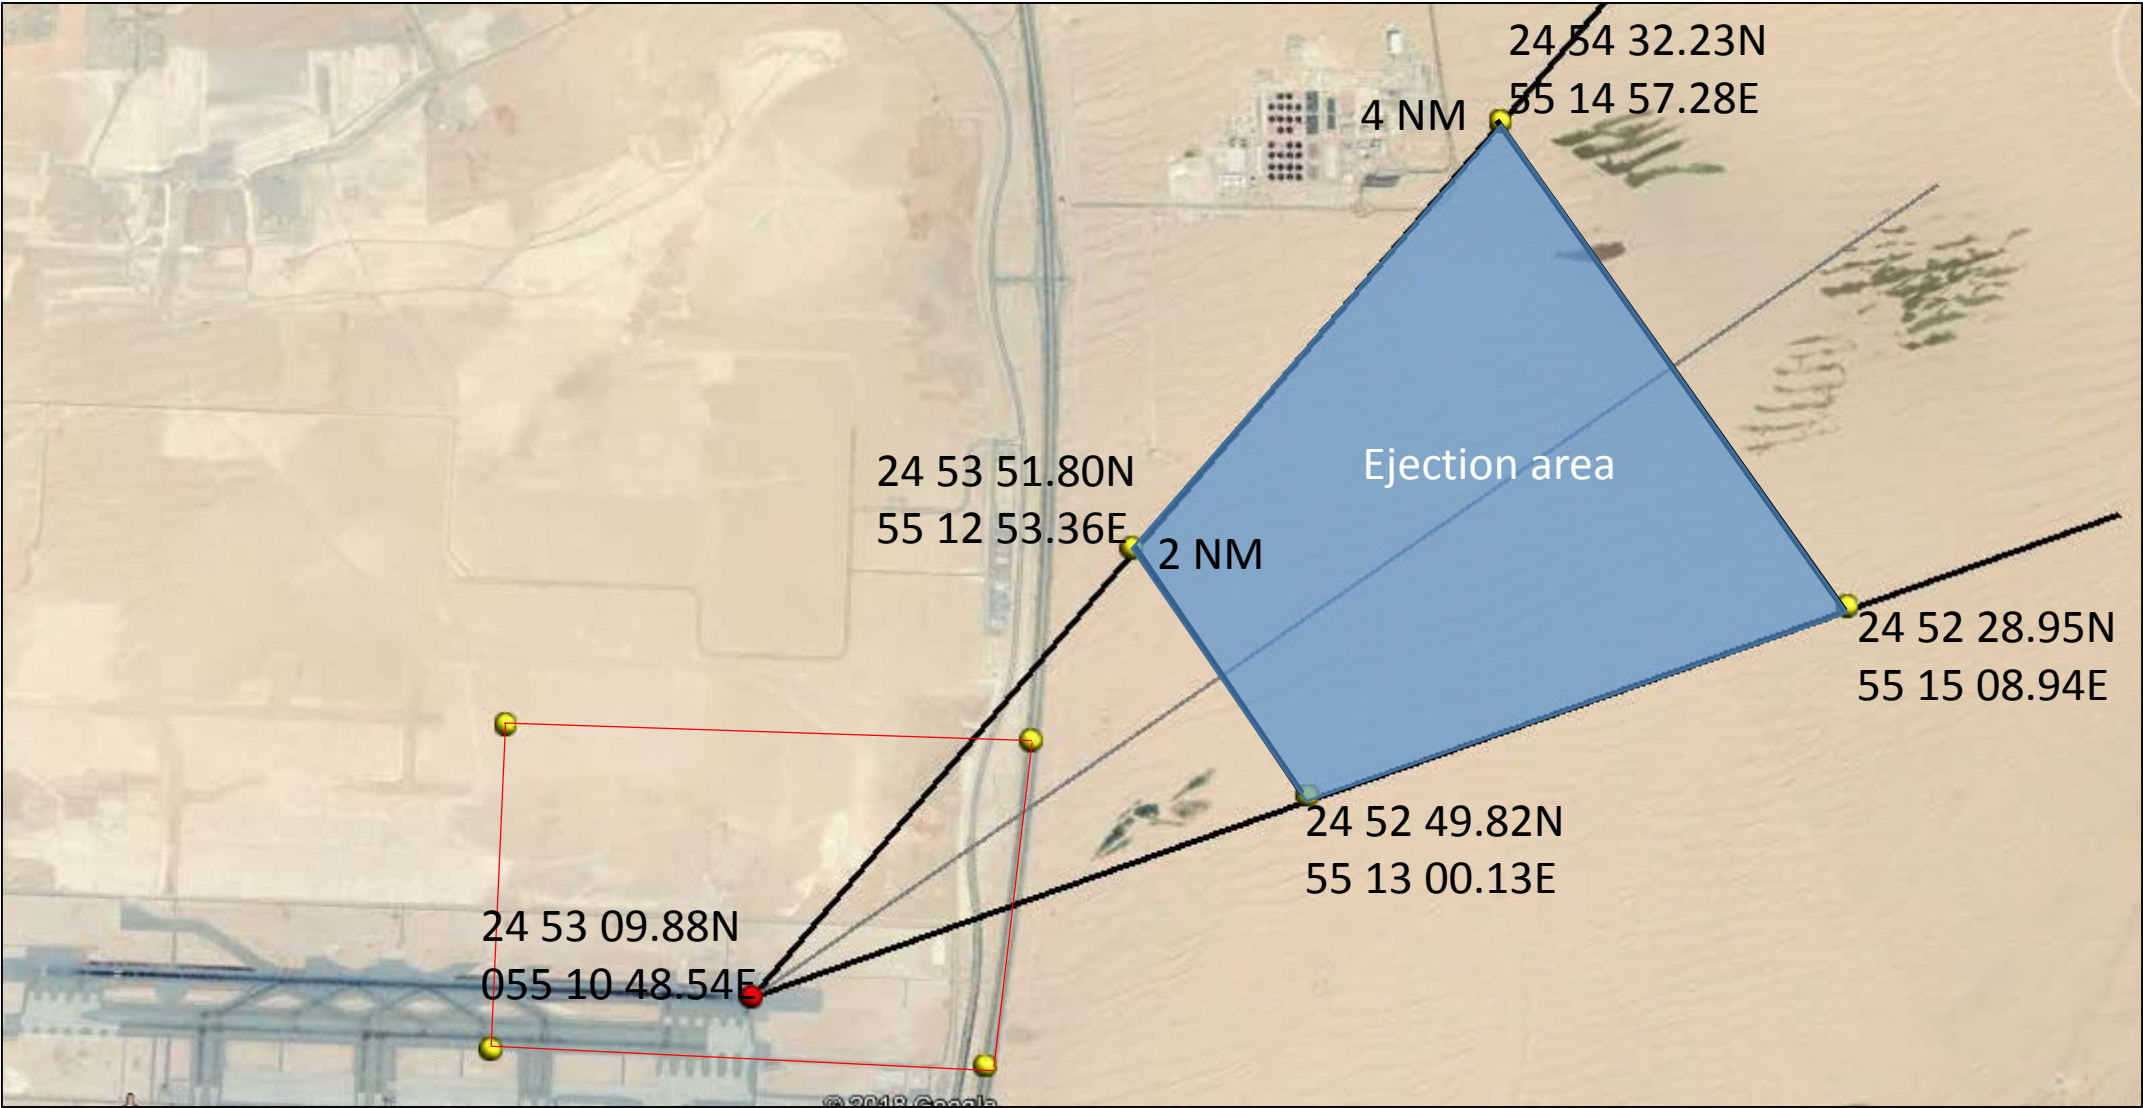 24 54 32.23N
55 14 57.28E
4 NM
24 53 51.80N
55 12 53.36E
2 NM
Ejection area
24 52 28.95N
55 15 08.94E
24 52 49.82N
55 13 00.13E
24 53 09.88N
055 10 48.54E
© 2018 Google